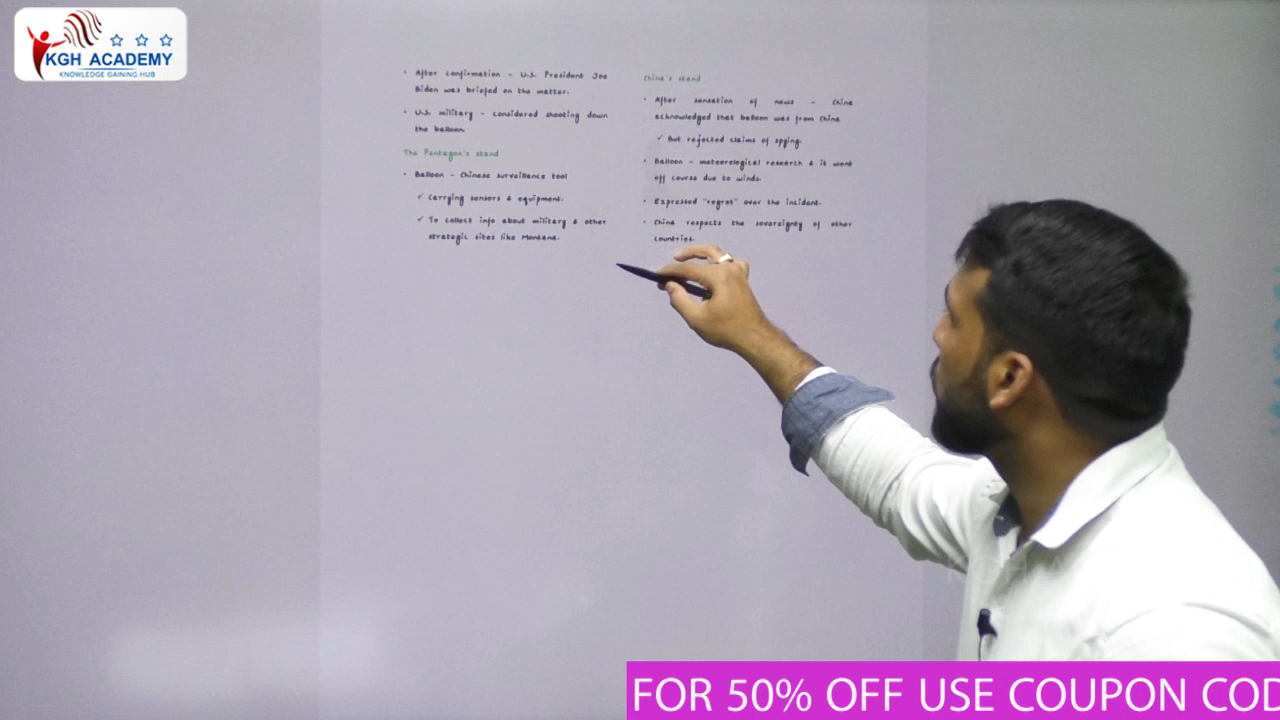 KGH ACADEMY
KNOWLEDGE GAINING HUB
• After confirmation - U.S. President Joe
Biden was briefed on the matter.
• U.S. military - considered shooting down
the balloon.
The Pentagon's stand
• Balloon - Chinese surveillance tool
✓ Carrying sensors & equipment.
✓ To collect info about military & other
strategic sites like Montana.
China's stand
• After sensation of news - China
acknowledged that balloon was from China
✓ But rejected claims of spying.
• Balloon - meteorological research & it went
off course due to winds.
• Expressed "regret" over the incident.
• China respects the sovereignty of other
countries.
FOR 50% OFF USE COUPON COD